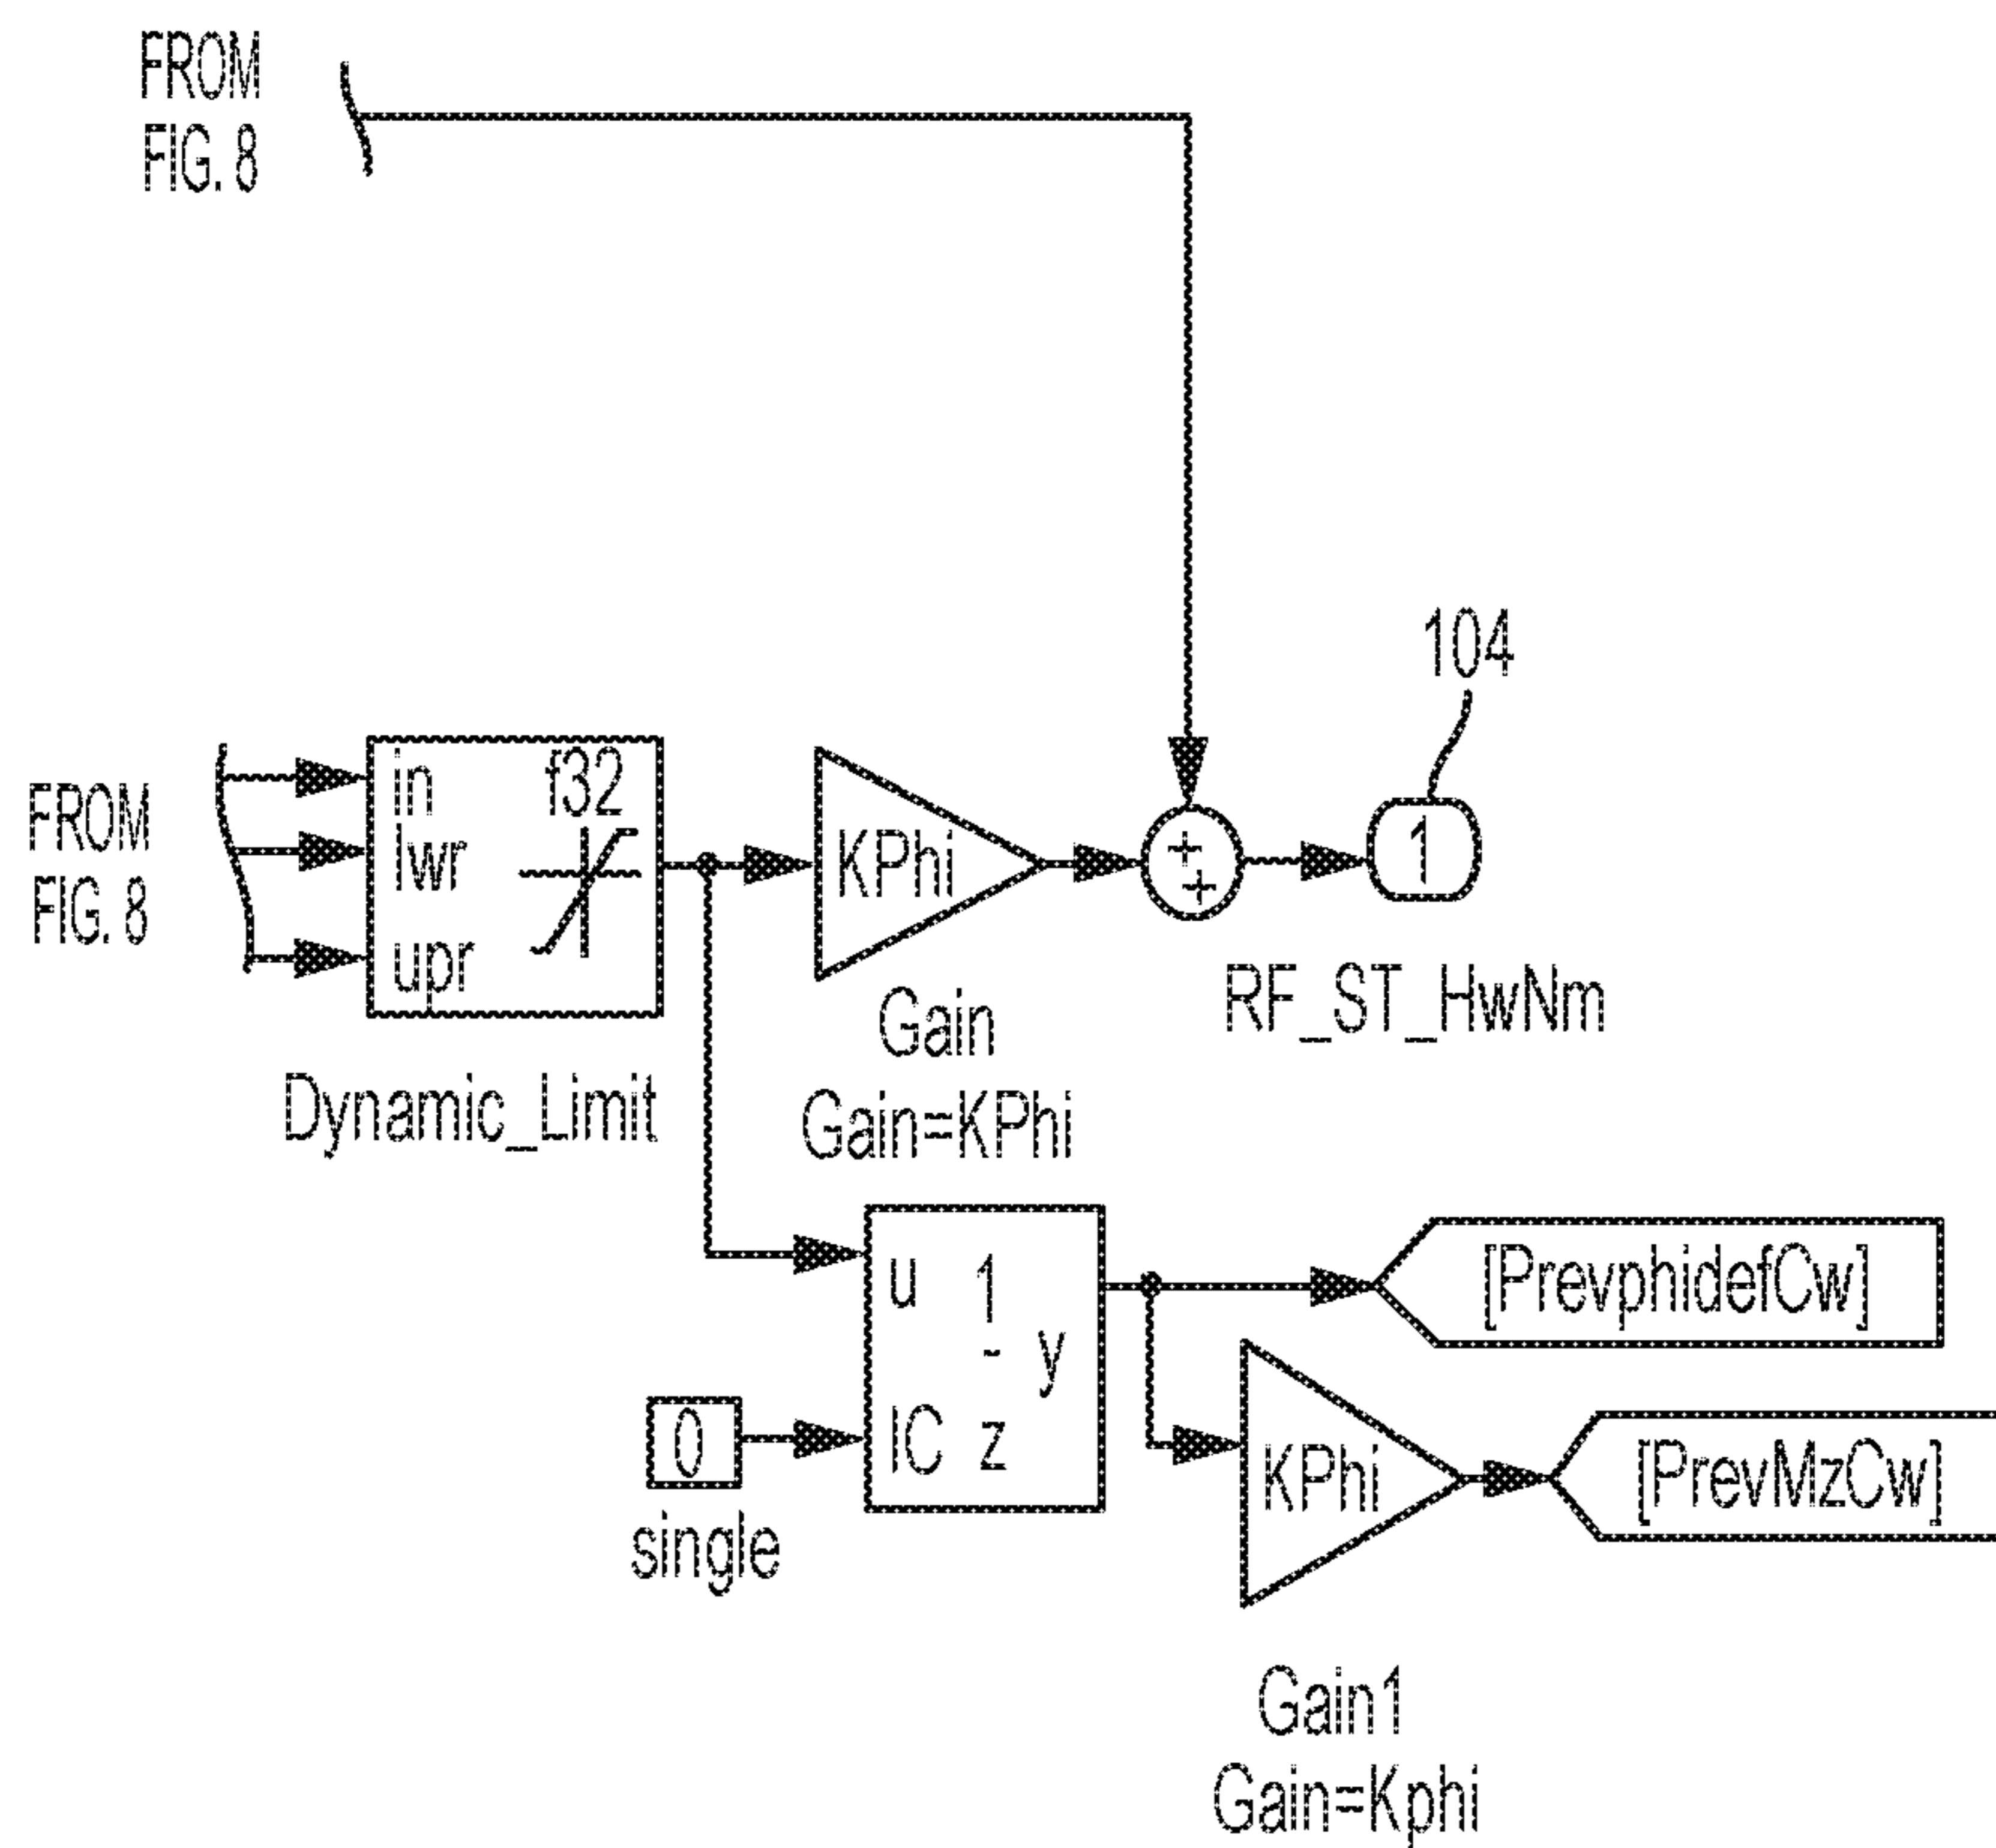 FROM
FIG. 8
104
FROM
FIG. 8
in f32
lwr
upr
KPhi
+
+
1
RF_ST_HwNm
Gain
Gain=KPhi
Dynamic_Limit
u 1
- y
IC z
[PrevphidefCw]
0
single
KPhi
[PrevMzCw]
Gain1
Gain=Kphi